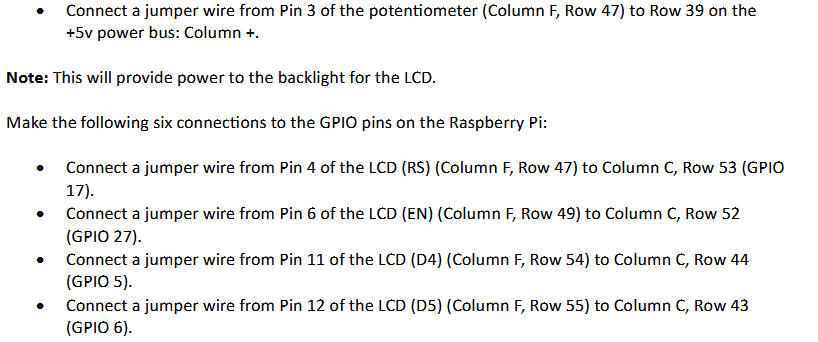 • Connect a jumper wire from Pin 3 of the potentiometer (Column F, Row 47) to Row 39 on the
+5v power bus: Column +.
Note: This will provide power to the backlight for the LCD.
Make the following six connections to the GPIO pins on the Raspberry Pi:
• Connect a jumper wire from Pin 4 of the LCD (RS) (Column F, Row 47) to Column C, Row 53 (GPIO
17).
• Connect a jumper wire from Pin 6 of the LCD (EN) (Column F, Row 49) to Column C, Row 52
(GPIO 27).
• Connect a jumper wire from Pin 11 of the LCD (D4) (Column F, Row 54) to Column C, Row 44
(GPIO 5).
• Connect a jumper wire from Pin 12 of the LCD (D5) (Column F, Row 55) to Column C, Row 43
(GPIO 6).